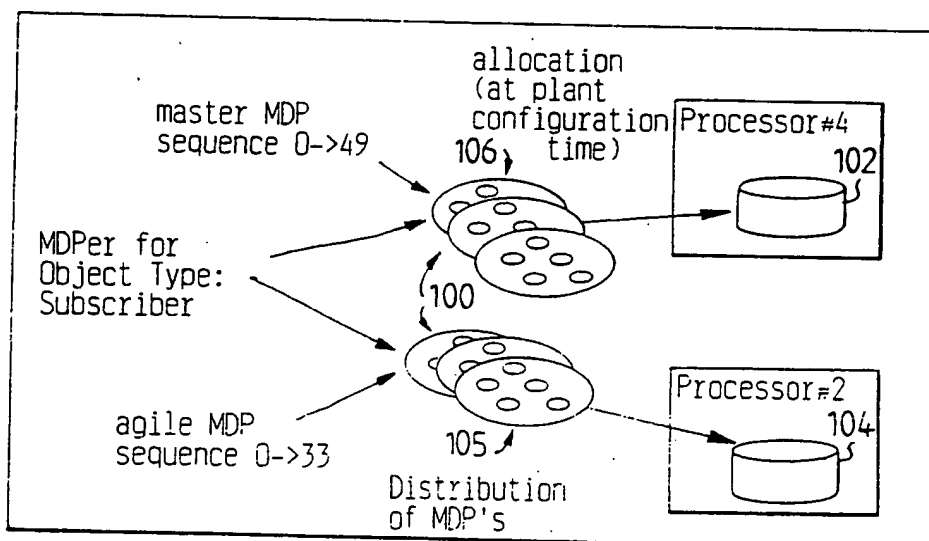 allocation
(at plant
configuration
time)
master MDP
sequence 0->49
106
Processor#4
102
MDPer for
Object Type:
Subscriber
100
agile MDP
sequence 0->33
105
Distribution
of MDP's
Processor#2
104